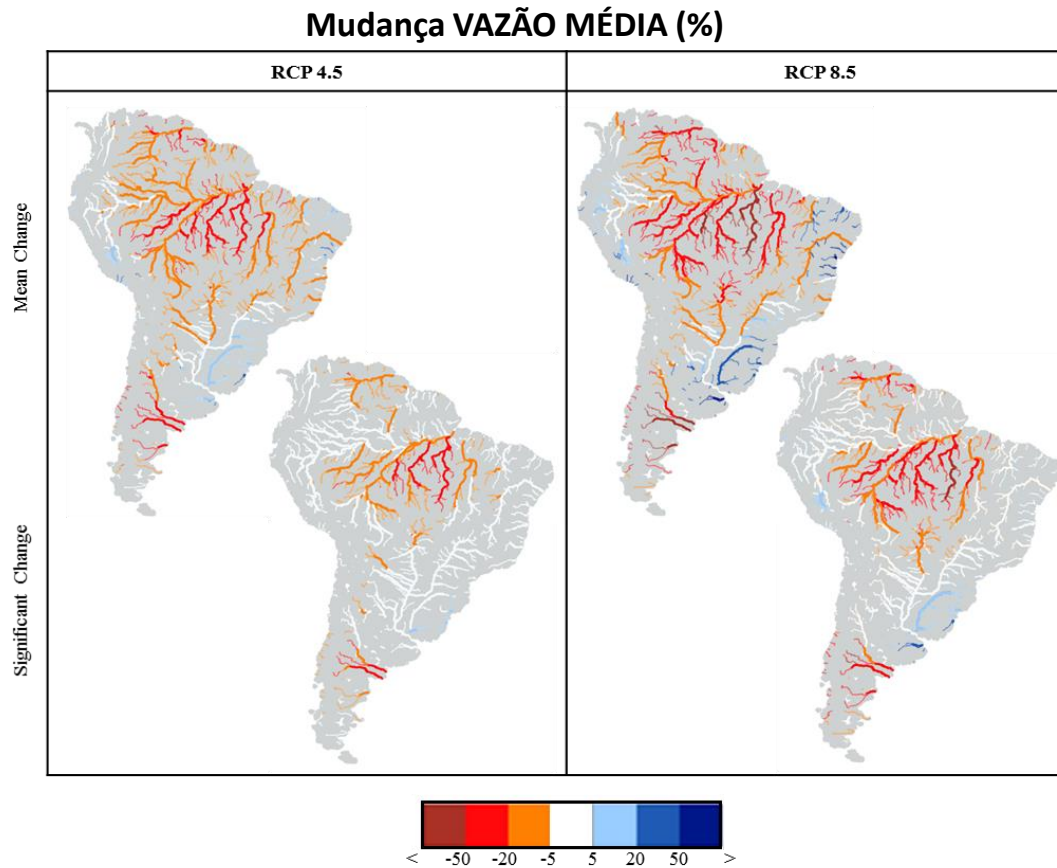 Mudança VAZÃO MÉDIA (%)
RCP 4.5 RCP 8.5
Mean Change
Significant Change
< -50 -20 -5 5 20 50 >